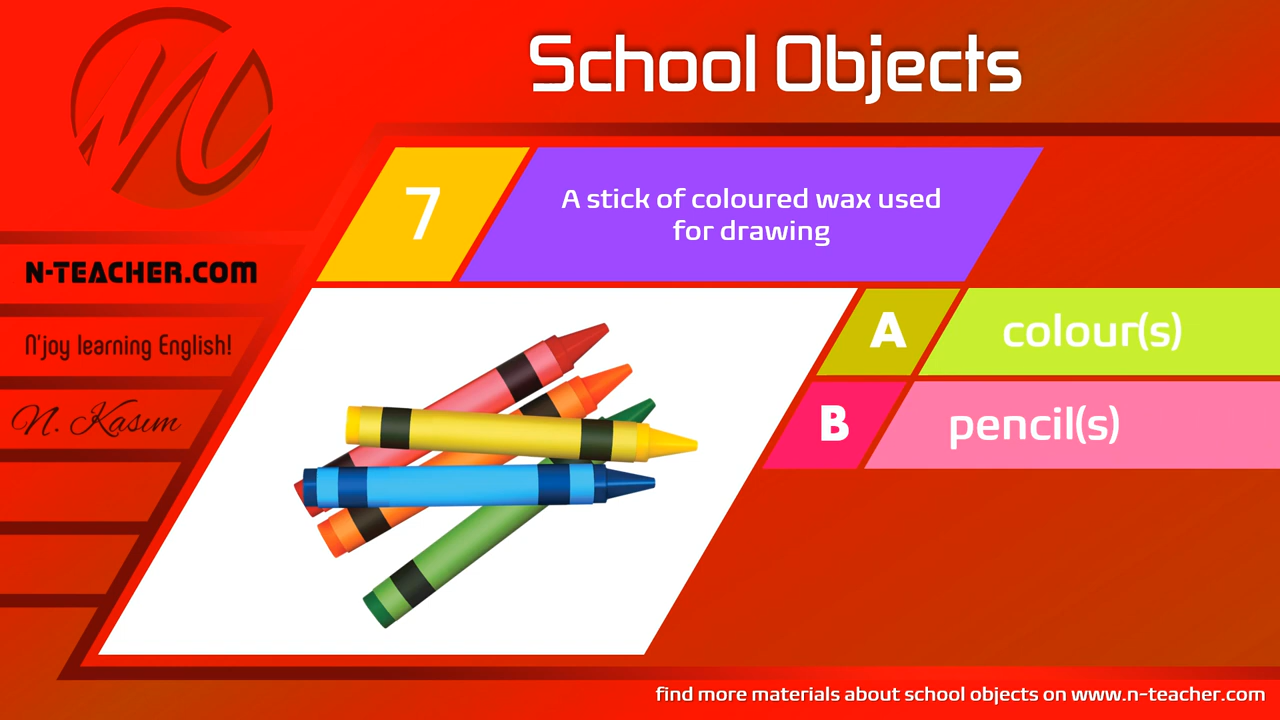 School Objects
7
A stick of coloured wax used
for drawing
N-TEACHER.COM
N'joy learning English!
N. Kasım
A
colour(s)
B
pencil(s)
find more materials about school objects on www.n-teacher.com